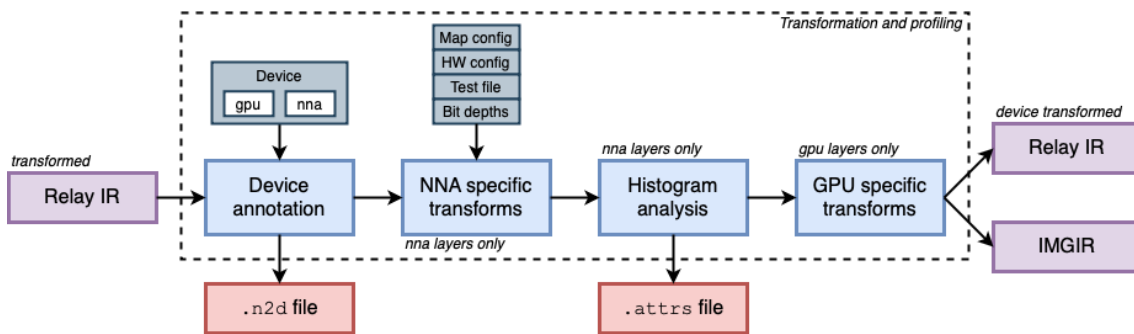 Transformation and profiling
Map config
HW config
Test file
Bit depths
Device
gpu
nna
transformed
Relay IR
Device
annotation
NNA specific
transforms
nna layers only
nna layers only
Histogram
analysis
gpu layers only
GPU specific
transforms
device transformed
Relay IR
IMGIR
.n2d file
.attrs file